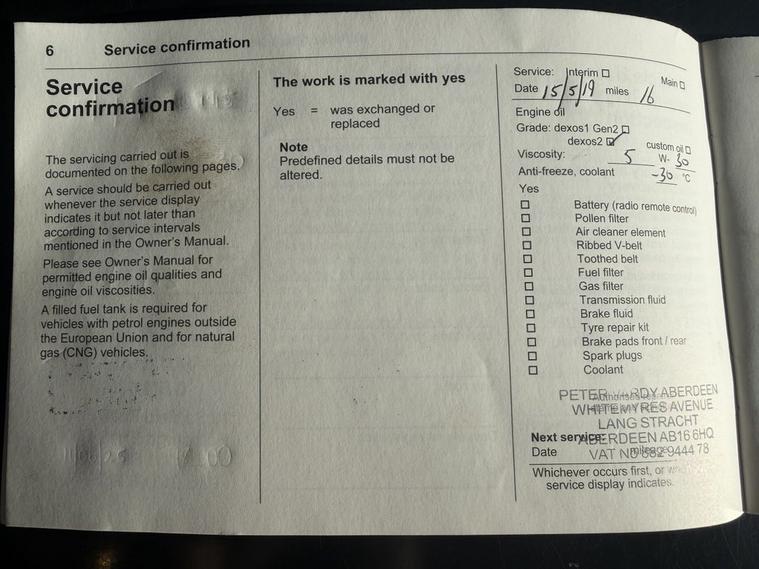 6 Service confirmation
Service
confirmation
The servicing carried out is
documented on the following pages.
A service should be carried out
whenever the service display
indicates it but not later than
according to service intervals
mentioned in the Owner's Manual.
Please see Owner's Manual for
permitted engine oil qualities and
engine oil viscosities.
A filled fuel tank is required for
vehicles with petrol engines outside
the European Union and for natural
gas (CNG) vehicles.
The work is marked with yes
Yes = was exchanged or
replaced
Note
Predefined details must not be
altered.
Service: Interim ☐ Main ☐
Date 15/5/19 miles 16
Engine oil
Grade: dexos1 Gen2 ☐
dexos2 ☑ custom oil ☐
Viscosity: 5 W- 30
Anti-freeze, coolant -30 °C
Yes
☐ Battery (radio remote control)
☐ Pollen filter
☐ Air cleaner element
☐ Ribbed V-belt
☐ Toothed belt
☐ Fuel filter
☐ Gas filter
☐ Transmission fluid
☐ Brake fluid
☐ Tyre repair kit
☐ Brake pads front / rear
☐ Spark plugs
☐ Coolant
PETER ABERDEEN
WHITEMYRES AVENUE
LANG STRACHT
Next service: ABERDEEN AB16 6HQ
Date mileage VAT NO 682 9444 78
Whichever occurs first, or
service display indicates.